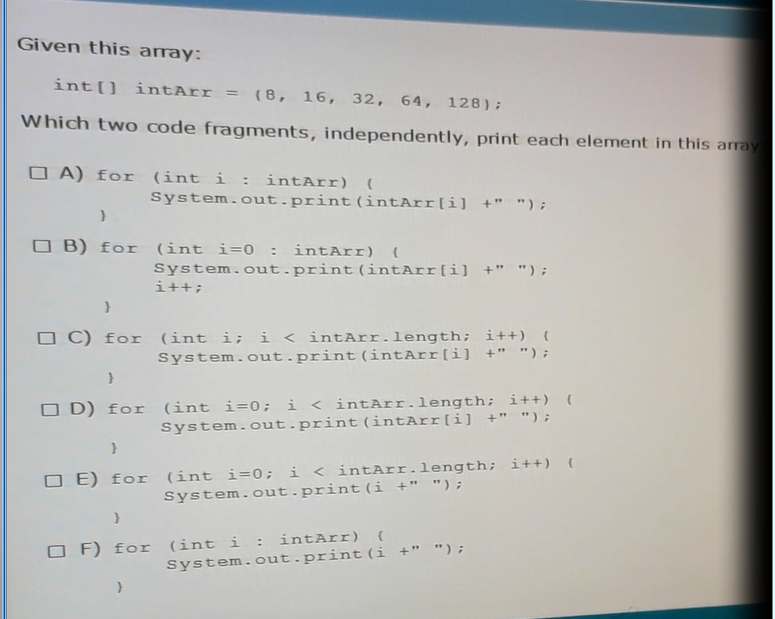 Given this array:
int[] intArr = {8, 16, 32, 64, 128};
Which two code fragments, independently, print each element in this array
A) for (int i : intArr) {
System.out.print(intArr[i] +" ");
}
B) for (int i=0 : intArr) {
System.out.print(intArr[i] +" ");
i++;
}
C) for (int i; i < intArr.length; i++) {
System.out.print(intArr[i] +" ");
}
D) for (int i=0; i < intArr.length; i++) {
System.out.print(intArr[i] +" ");
}
E) for (int i=0; i < intArr.length; i++) {
System.out.print(i +" ");
}
F) for (int i : intArr) {
System.out.print(i +" ");
}